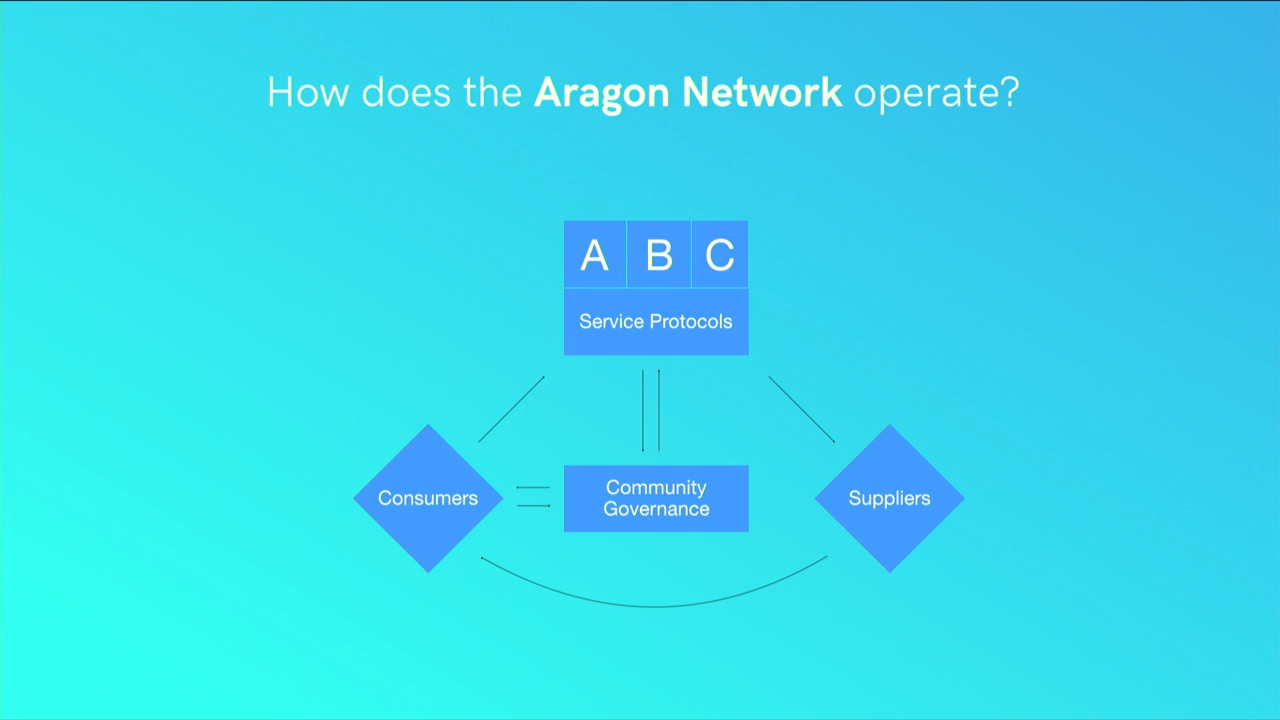 How does the Aragon Network operate?
A B C
Service Protocols
Consumers
Community
Governance
Suppliers